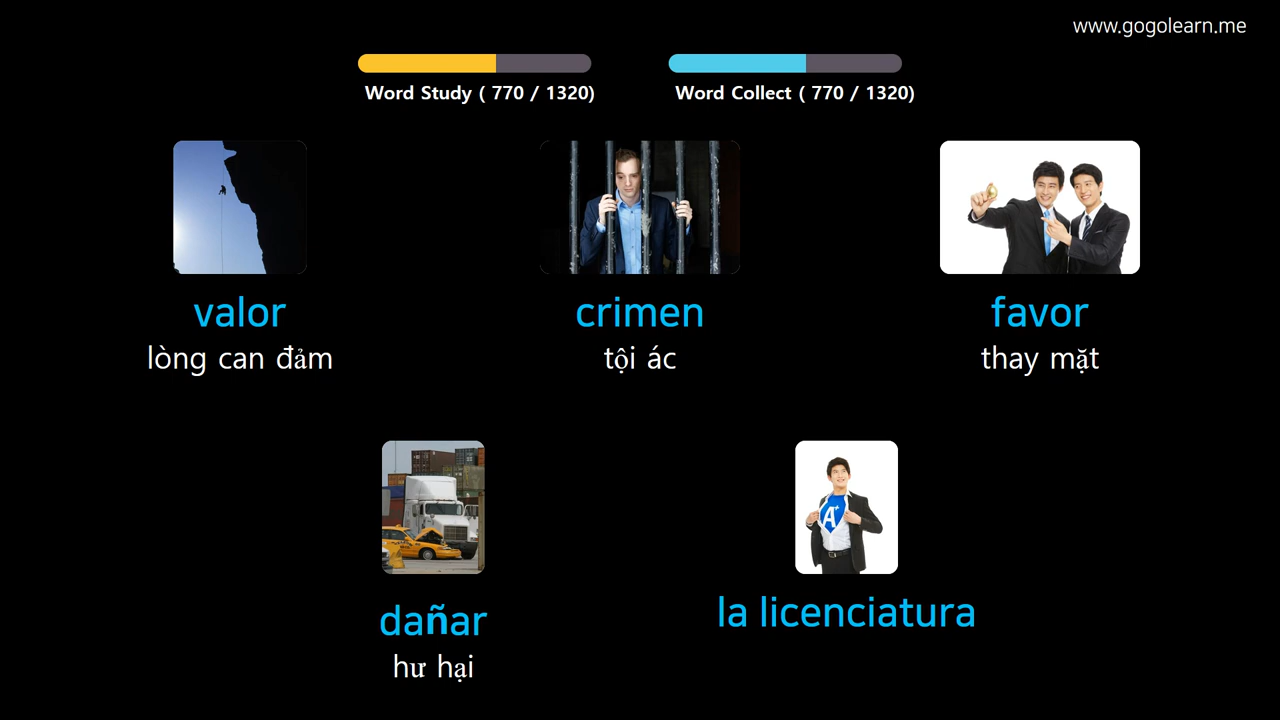 www.gogolearn.me
Word Study ( 770 / 1320)
Word Collect ( 770 / 1320)
valor
lòng can đảm
crimen
tội ác
favor
thay mặt
A+
dañar
hư hại
la licenciatura